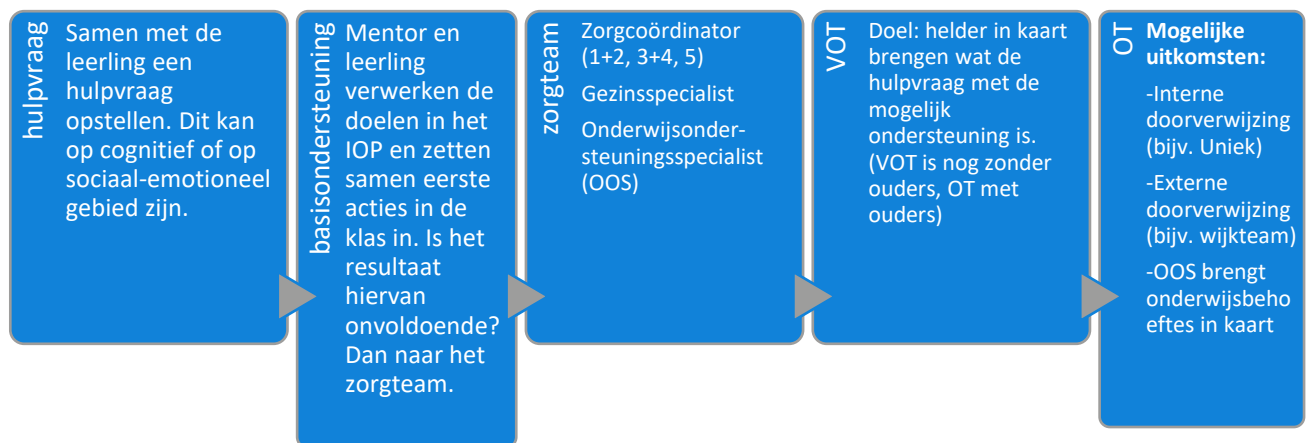 hulpvraag
Samen met de
leerling een
hulpvraag
opstellen. Dit kan
op cognitief of op
sociaal-emotioneel
gebied zijn.
basisondersteuning
Mentor en
leerling
verwerken de
doelen in het
IOP en zetten
samen eerste
acties in de
klas in. Is het
resultaat
hiervan
onvoldoende?
Dan naar het
zorgteam.
zorgteam
Zorgcoördinator
(1+2, 3+4, 5)
Gezinsspecialist
Onderwijsonder-
steuningsspecialist
(OOS)
VOT
Doel: helder in kaart
brengen wat de
hulpvraag met de
mogelijk
ondersteuning is.
(VOT is nog zonder
ouders, OT met
ouders)
OT
Mogelijke
uitkomsten:
-Interne
doorverwijzing
(bijv. Uniek)
-Externe
doorverwijzing
(bijv. wijkteam)
-OOS brengt
onderwijsbeho
eftes in kaart